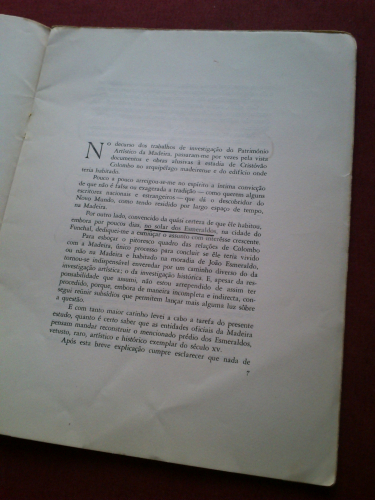 No decurso dos trabalhos de investigação do Património
Artístico da Madeira, passaram-me por vezes pela vista
documentos e obras alusivas à estadia de Cristóvão
Colombo no arquipélago madeirense e do edifício onde
teria habitado.
Pouco e pouco arreigou-se-me no espírito a íntima convicção
de que não é falsa ou exagerada a tradição — como querem alguns
escritores nacionais e estrangeiros — que dá o descobridor do
Novo Mundo, como tendo residido por largo espaço de tempo,
na Madeira.
Por outro lado, convencido da quási certeza de que êle habitou,
embora por poucos dias, no solar dos Esmeraldos, na cidade do
Funchal, dediquei-me a esmiuçar o assunto com interêsse crescente.
Para esboçar o pitoresco quadro das relações de Colombo
com a Madeira, único processo para concluir se êle teria vivido
ou não na Madeira e habitado na moradia de João Esmeraldo,
tornou-se indispensável enveredar por um caminho diverso do da
investigação artística; o da investigação histórica. E, apesar da res-
ponsabilidade que assumi, não estou arrependido de assim ter
procedido, porque, embora de maneira incompleta e indirecta, con-
segui reünir subsídios que permitem lançar mais alguma luz sôbre
a questão.
E com tanto maior carinho levei a cabo a tarefa do presente
estudo, quanto é certo saber que as entidades oficiais da Madeira
pensam mandar reconstruir o mencionado prédio dos Esmeraldos,
vetusto, raro, artístico e histórico exemplar do século XV.
Após esta breve explicação cumpre esclarecer que nada de
7